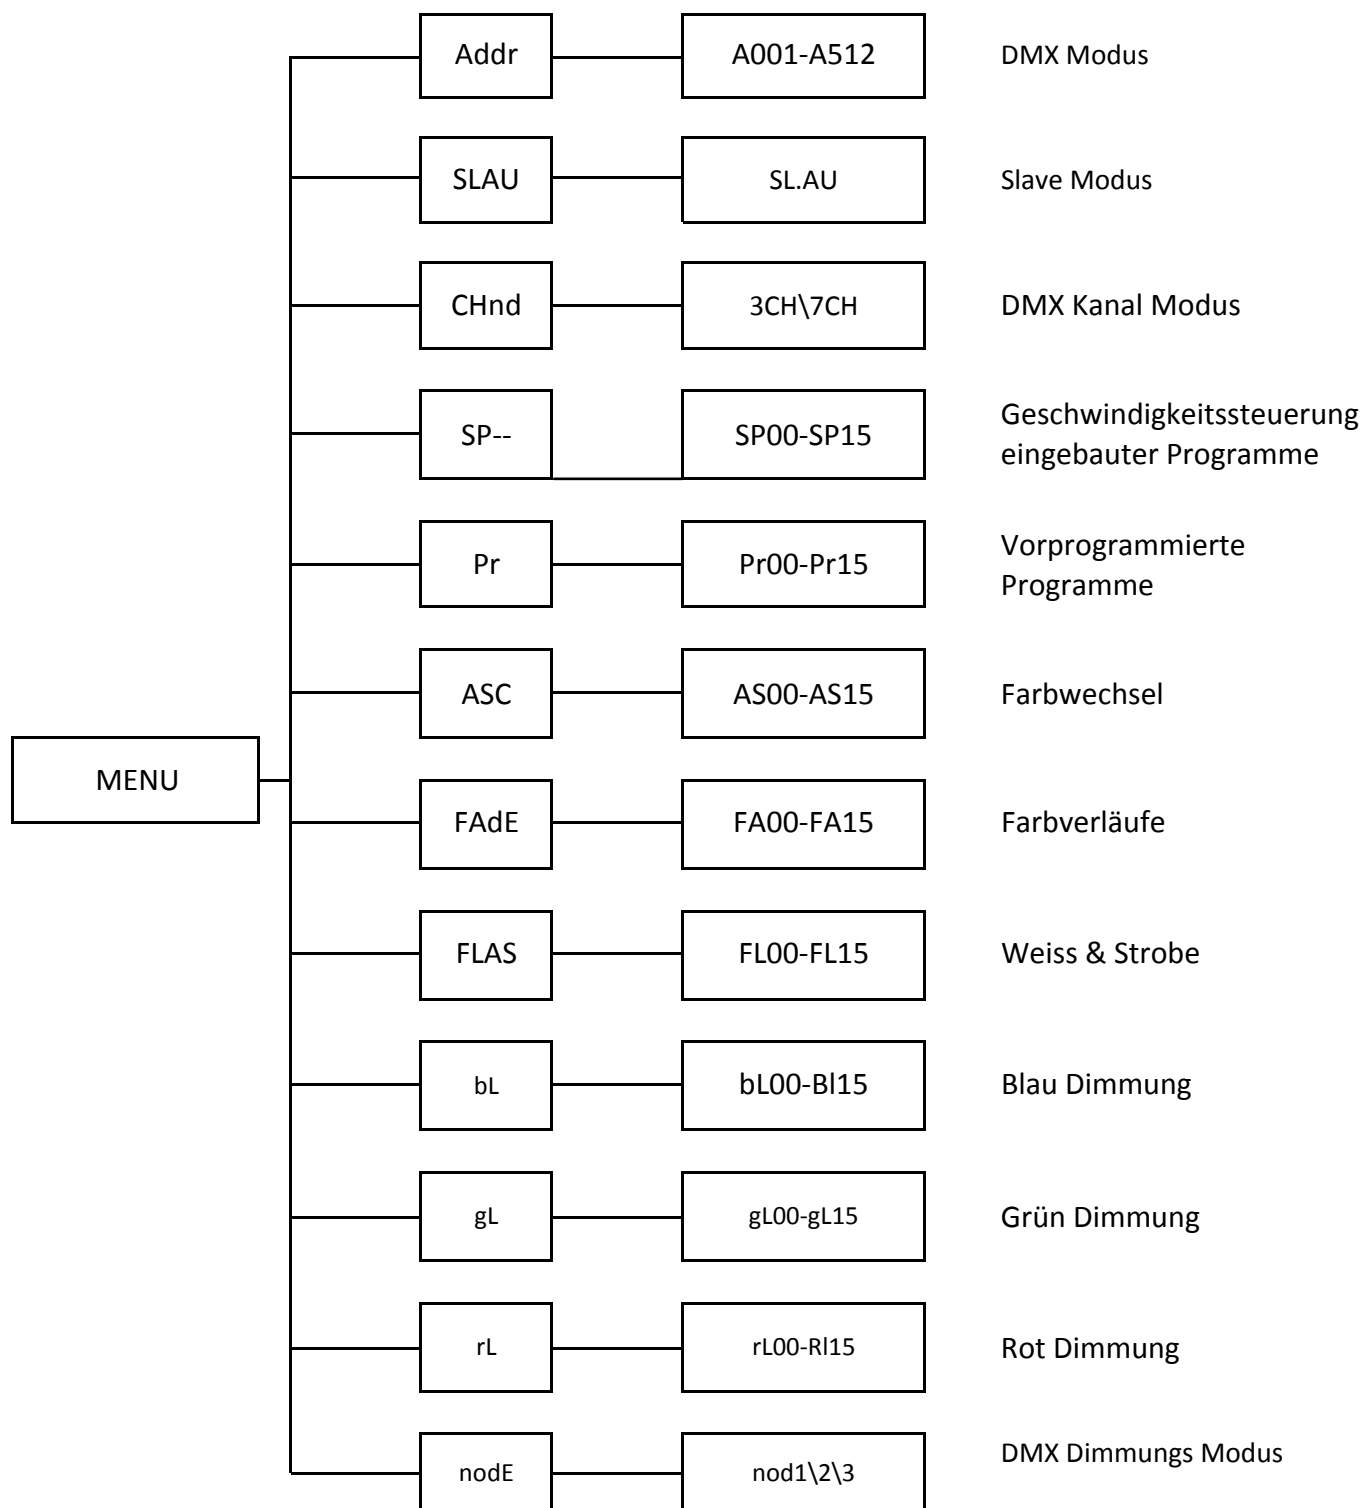 Addr A001-A512 DMX Modus
SLAU SL.AU Slave Modus
CHnd 3CH\7CH DMX Kanal Modus
SP-- SP00-SP15 Geschwindigkeitssteuerung
eingebauter Programme
Pr Pr00-Pr15 Vorprogrammierte
Programme
ASC AS00-AS15 Farbwechsel
MENU
FAdE FA00-FA15 Farbverläufe
FLAS FL00-FL15 Weiss & Strobe
bL bL00-Bl15 Blau Dimmung
gL gL00-gL15 Grün Dimmung
rL rL00-Rl15 Rot Dimmung
nodE nod1\2\3 DMX Dimmungs Modus